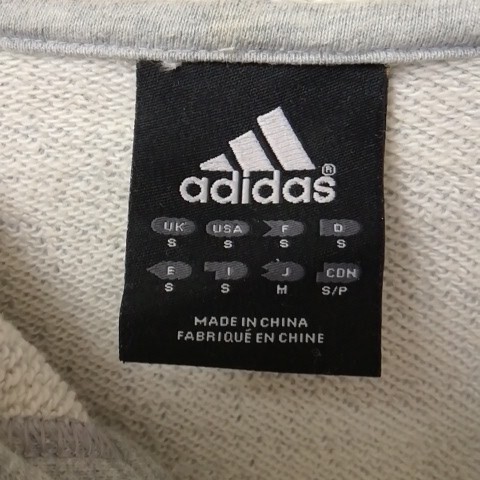 adidas®
UK USA F D
S S S S
E I J CDN
S S M S/P
MADE IN CHINA
FABRIQUÉ EN CHINE